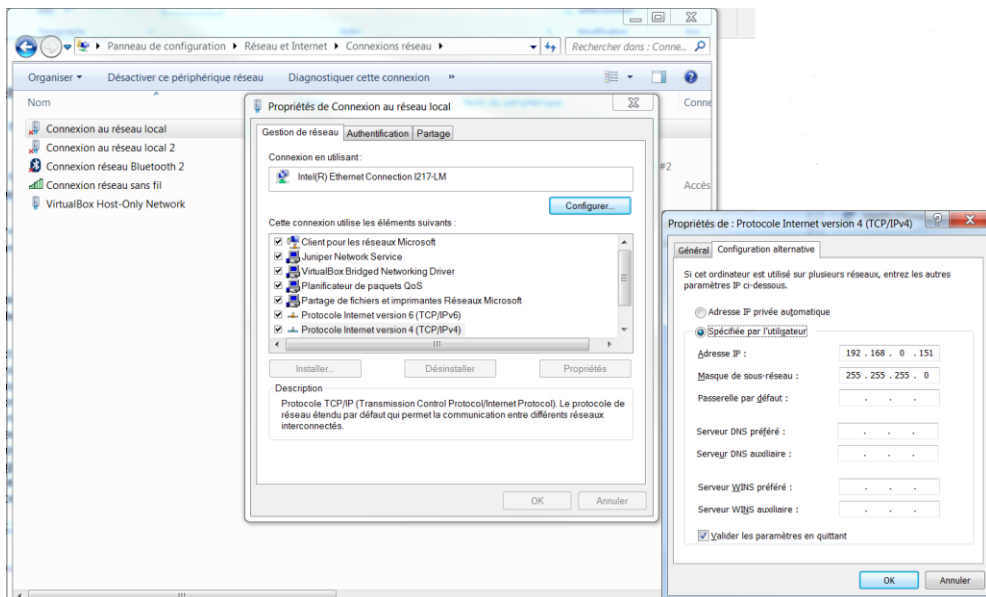 Panneau de configuration ▸ Réseau et Internet ▸ Connexions réseau ▸
Rechercher dans : Conne...
Organiser
Désactiver ce périphérique réseau
Diagnostiquer cette connexion
»
Nom
Conne
Connexion au réseau local
Connexion au réseau local 2
Connexion réseau Bluetooth 2
#2
Connexion réseau sans fil
Accès
VirtualBox Host-Only Network
Propriétés de Connexion au réseau local
Gestion de réseau
Authentification
Partage
Connexion en utilisant :
Intel(R) Ethernet Connection I217-LM
Configurer...
Cette connexion utilise les éléments suivants :
Client pour les réseaux Microsoft
Juniper Network Service
VirtualBox Bridged Networking Driver
Planificateur de paquets QoS
Partage de fichiers et imprimantes Réseaux Microsoft
Protocole Internet version 6 (TCP/IPv6)
Protocole Internet version 4 (TCP/IPv4)
Installer...
Désinstaller
Propriétés
Description
Protocole TCP/IP (Transmission Control Protocol/Internet Protocol). Le protocole de
réseau étendu par défaut qui permet la communication entre différents réseaux
interconnectés.
OK
Annuler
Propriétés de : Protocole Internet version 4 (TCP/IPv4)
Général
Configuration alternative
Si cet ordinateur est utilisé sur plusieurs réseaux, entrez les autres
paramètres IP ci-dessous.
Adresse IP privée automatique
Spécifiée par l'utilisateur
Adresse IP : 192 . 168 . 0 . 151
Masque de sous-réseau : 255 . 255 . 255 . 0
Passerelle par défaut : . . .
Serveur DNS préféré : . . .
Serveur DNS auxiliaire : . . .
Serveur WINS préféré : . . .
Serveur WINS auxiliaire : . . .
Valider les paramètres en quittant
OK
Annuler